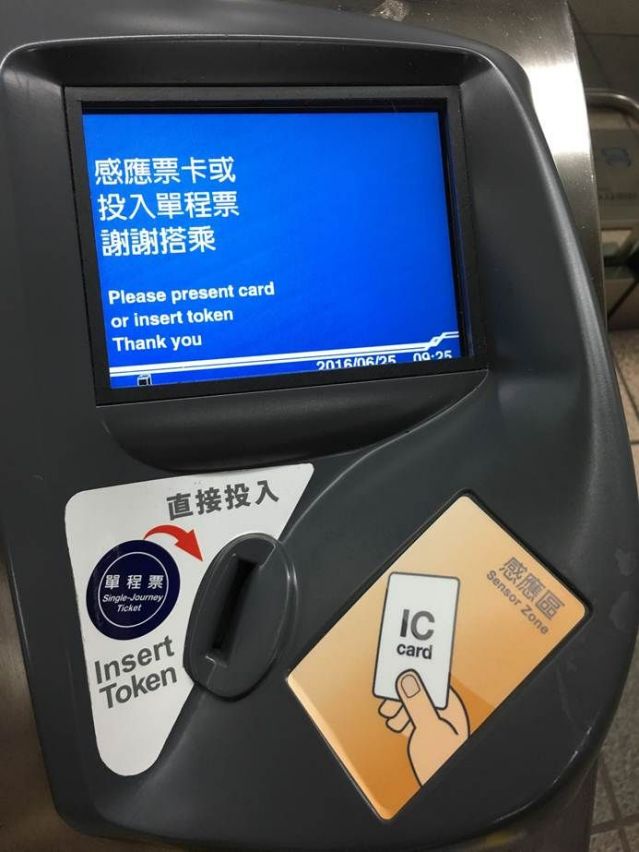 感應票卡或
投入單程票
謝謝搭乘
Please present card
or insert token
Thank you
2016/06/25 09:25
直接投入
單程票
Single-Journey
Ticket
Insert
Token
感應區
Sensor Zone
IC
card